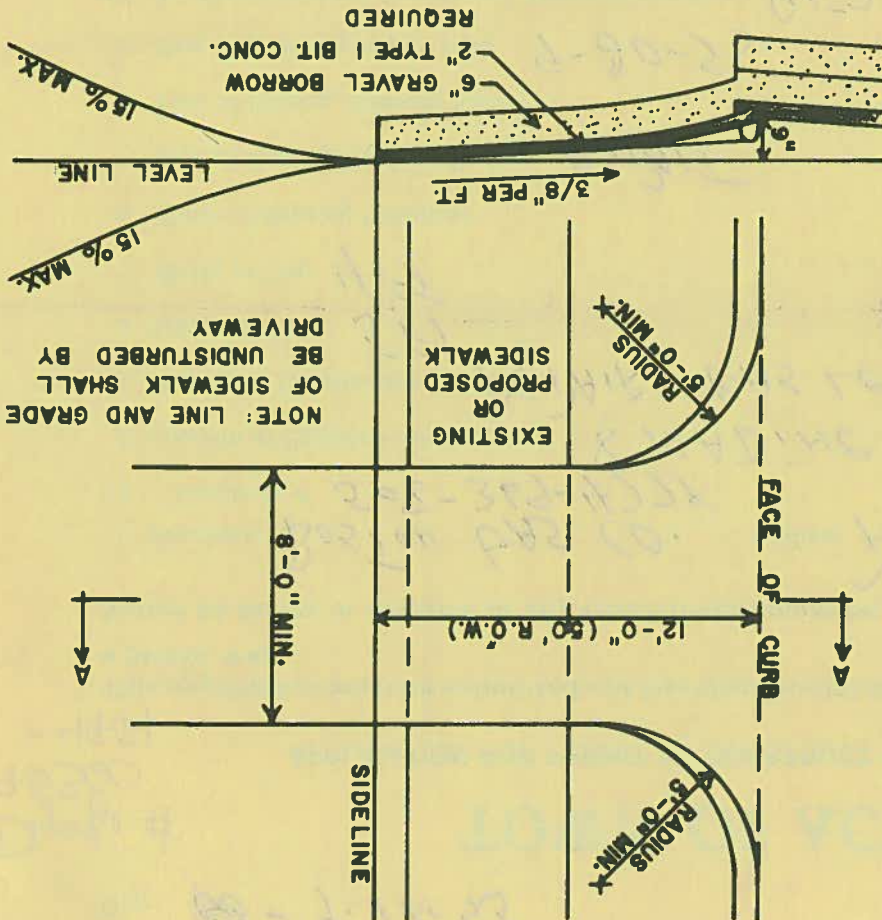 RADIUS
5'-0" MIN.
SIDELINE
A
A
12'-0" (50' R.O.W.)
8'-0" MIN.
FACE OF CURB
NOTE: LINE AND GRADE
OF SIDEWALK SHALL
BE UNDISTURBED BY
DRIVEWAY
EXISTING
OR
PROPOSED
SIDEWALK
RADIUS
5'-0" MIN.
15% MAX.
3/8" PER FT.
LEVEL LINE
6"
15% MAX.
6" GRAVEL BORROW
2" TYPE I BIT. CONC.
REQUIRED